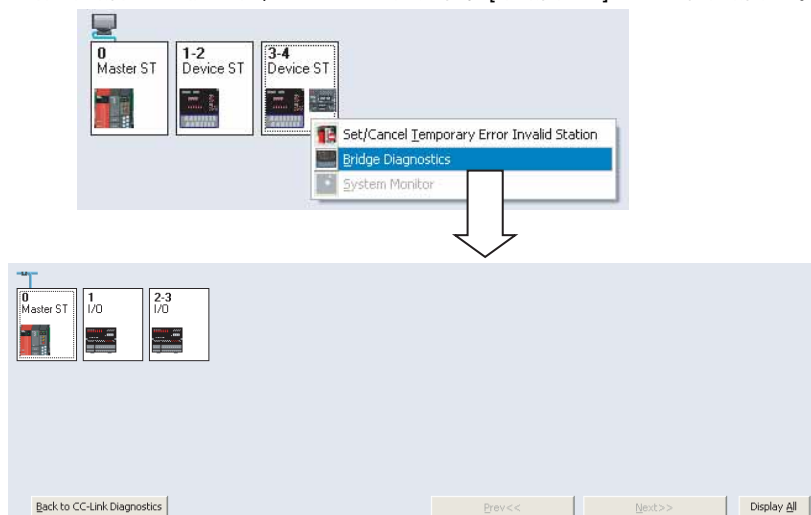 0
Master ST
1-2
Device ST
3-4
Device ST
Set/Cancel Temporary Error Invalid Station
Bridge Diagnostics
System Monitor
0
Master ST
1
I/O
2-3
I/O
Back to CC-Link Diagnostics
Prev<<
Next>>
Display All